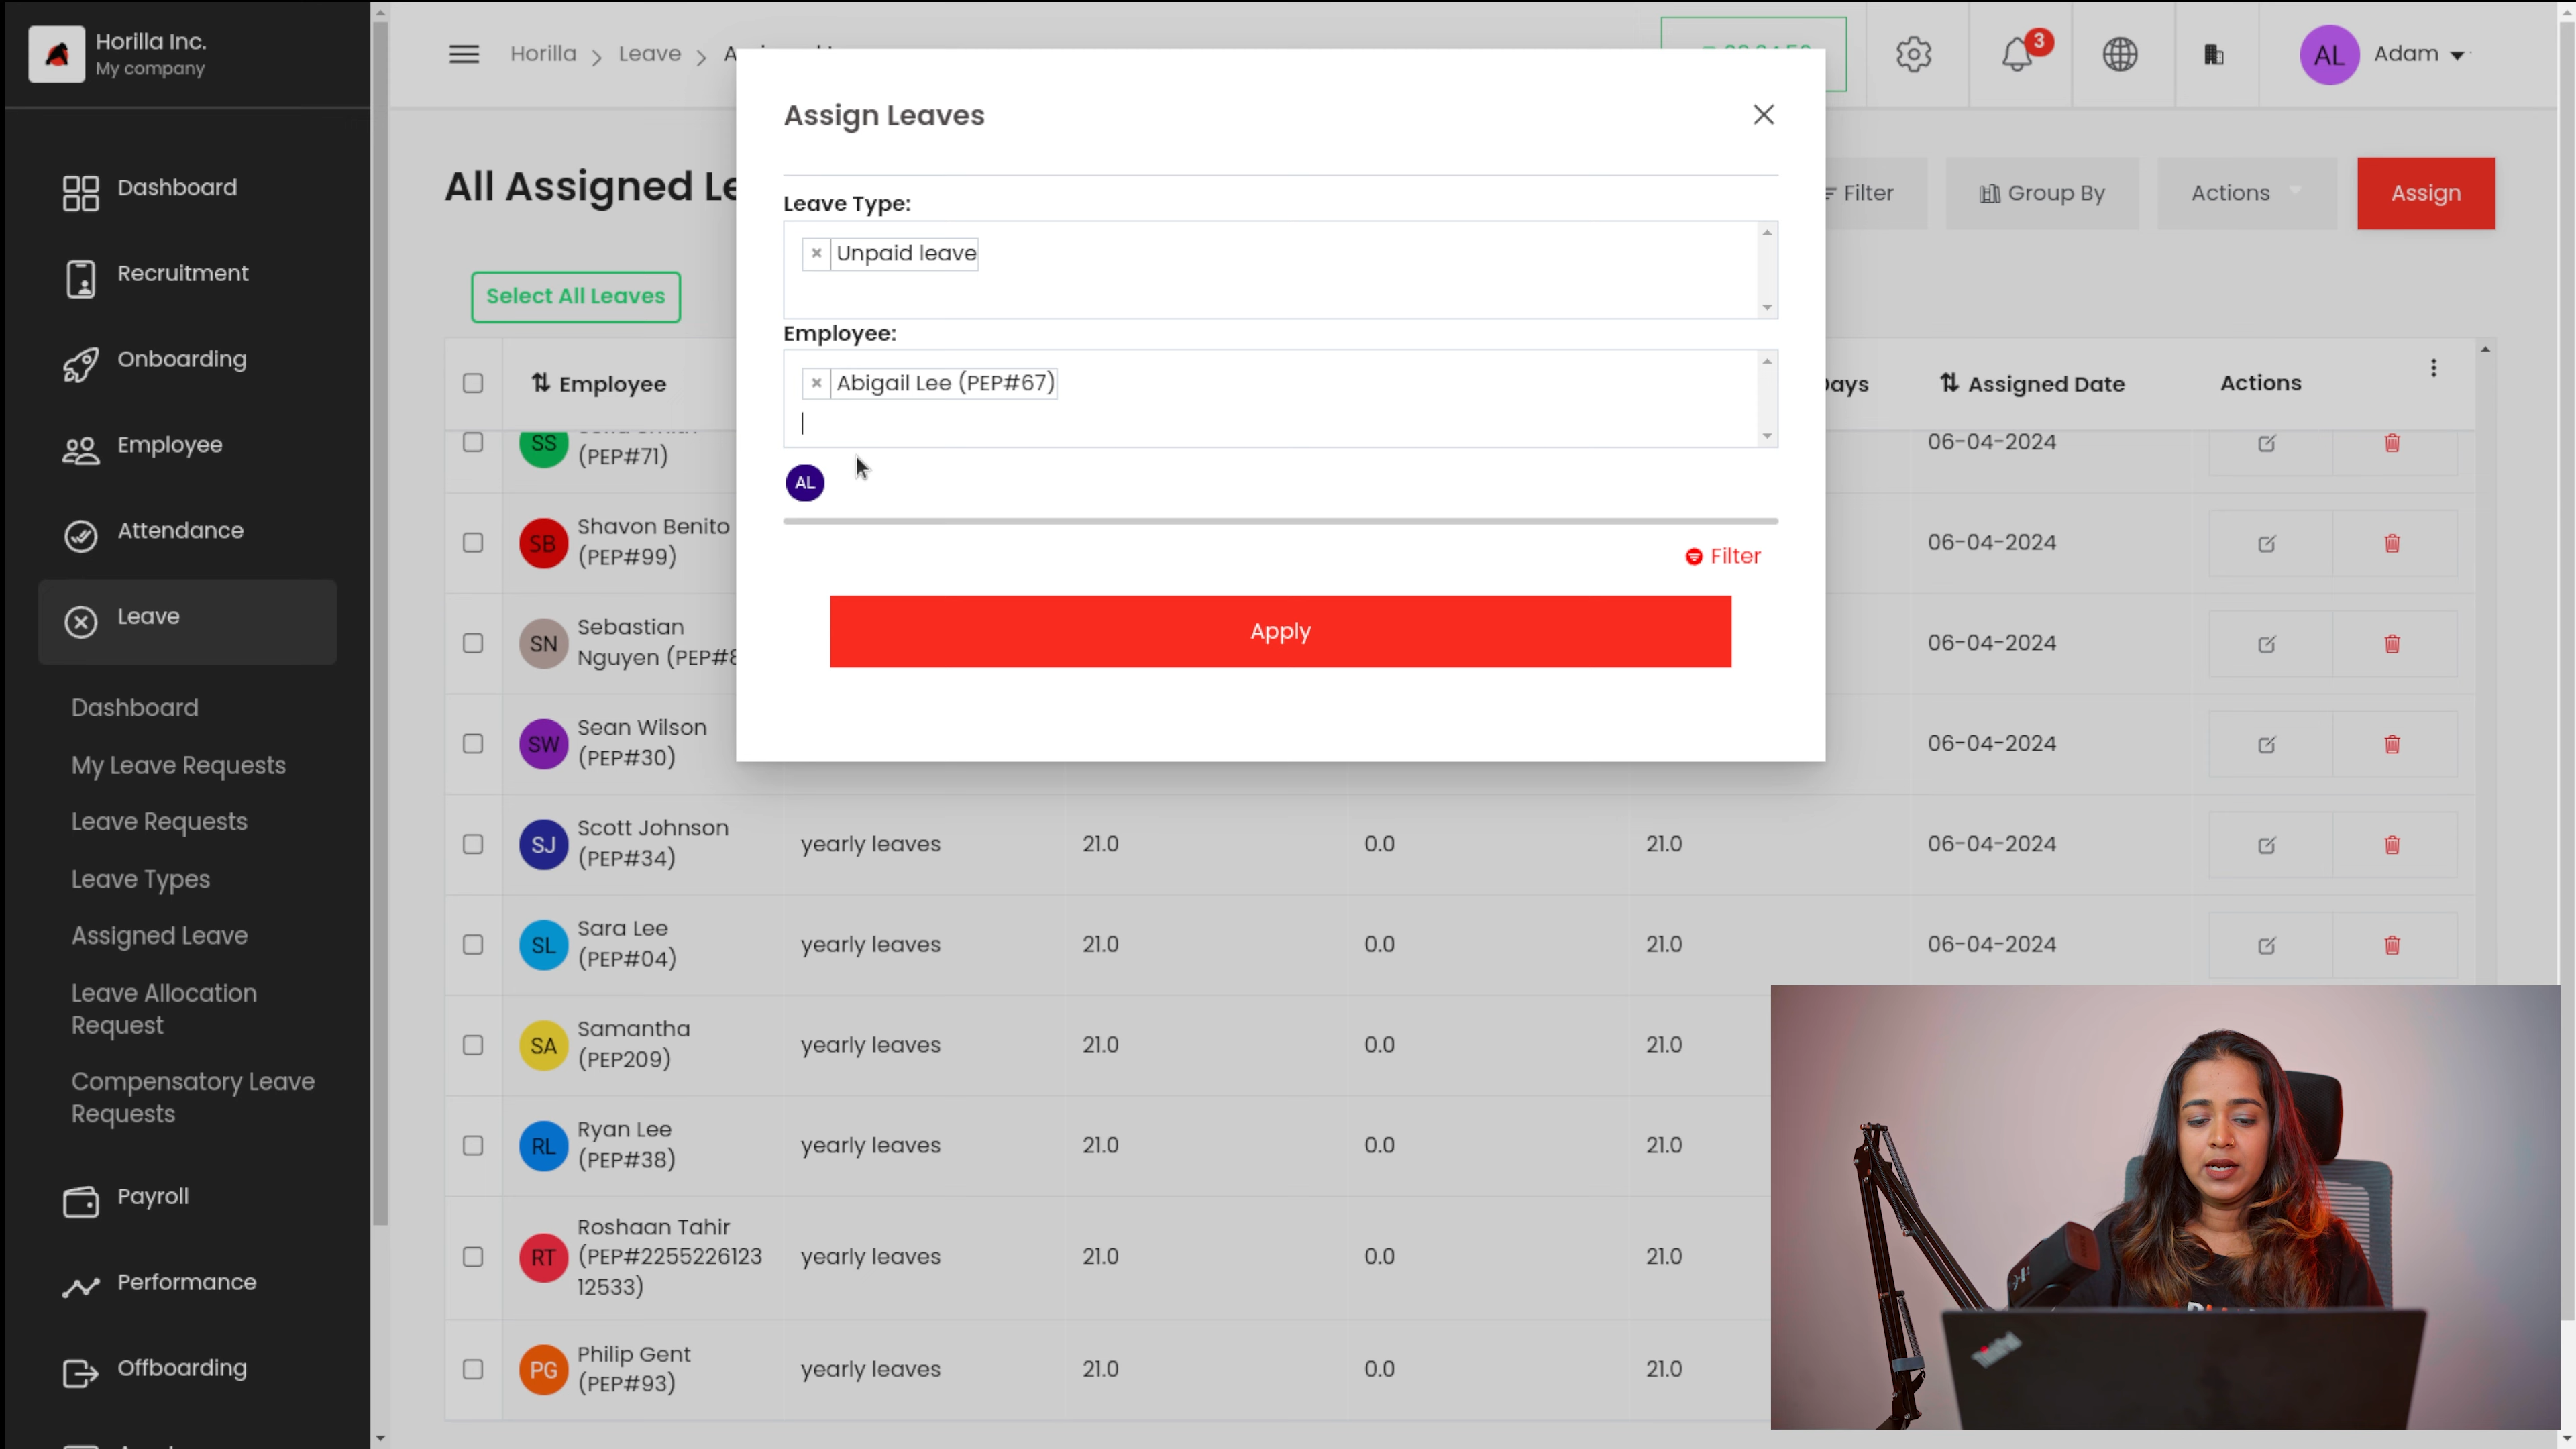 Horilla Inc.
My company
Dashboard
Recruitment
Onboarding
Employee
Attendance
Leave
Dashboard
My Leave Requests
Leave Requests
Leave Types
Assigned Leave
Leave Allocation
Request
Compensatory Leave
Requests
Payroll
Performance
Offboarding
Horilla > Leave >
3
AL Adam
All Assigned Le
Filter
Group By
Actions
Assign
Select All Leaves
Assign Leaves
Leave Type:
× Unpaid leave
Employee:
× Abigail Lee (PEP#67)
AL
Filter
Apply
Employee
Days
Assigned Date
Actions
SS (PEP#71) 06-04-2024
SB Shavon Benito
(PEP#99) 06-04-2024
SN Sebastian
Nguyen (PEP#8 06-04-2024
SW Sean Wilson
(PEP#30) 06-04-2024
SJ Scott Johnson
(PEP#34) yearly leaves 21.0 0.0 21.0 06-04-2024
SL Sara Lee
(PEP#04) yearly leaves 21.0 0.0 21.0 06-04-2024
SA Samantha
(PEP209) yearly leaves 21.0 0.0 21.0
RL Ryan Lee
(PEP#38) yearly leaves 21.0 0.0 21.0
RT Roshaan Tahir
(PEP#2255226123
12533) yearly leaves 21.0 0.0 21.0
PG Philip Gent
(PEP#93) yearly leaves 21.0 0.0 21.0